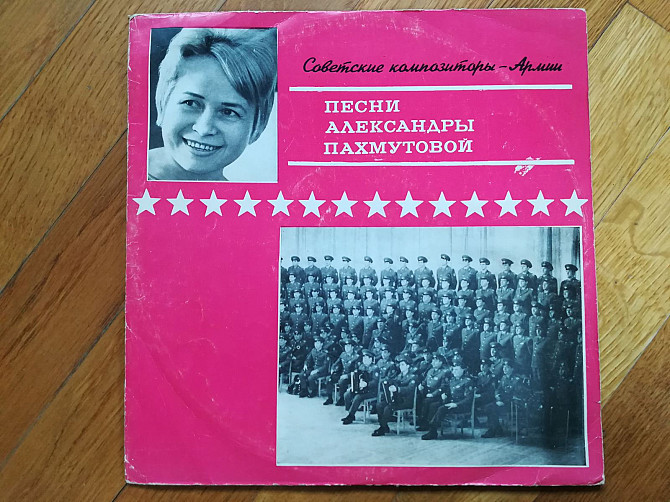 Советские композиторы – Армии
ПЕСНИ
АЛЕКСАНДРЫ
ПАХМУТОВОЙ